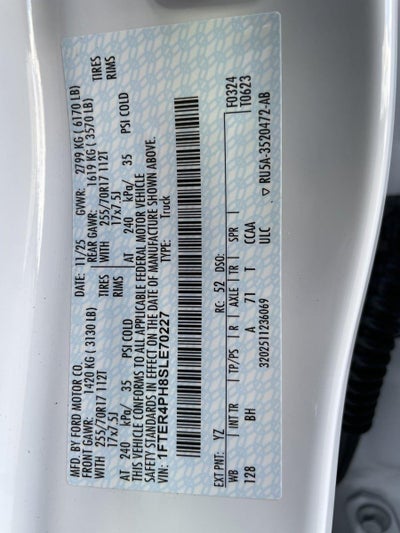 MFD. BY FORD MOTOR CO.
DATE: 11/25 GVWR: 2799 KG ( 6170 LB)
FRONT GAWR: 1420 KG ( 3130 LB)
REAR GAWR: 1619 KG ( 3570 LB)
WITH 255/70R17 112T TIRES
WITH 255/70R17 112T TIRES
17x7.5J RIMS
17x7.5J RIMS
AT 240 kPa/ 35 PSI COLD
AT 240 kPa/ 35 PSI COLD
THIS VEHICLE CONFORMS TO ALL APPLICABLE FEDERAL MOTOR VEHICLE
SAFETY STANDARDS IN EFFECT ON THE DATE OF MANUFACTURE SHOWN ABOVE.
VIN: 1FTER4PH8SLE70227
TYPE: Truck
F0324
T0623
EXT PNT: YZ RC: 52 DSO:
WB INT TR TP/PS R AXLE TR SPR
128 BH A 71 T CCAA
3202511236069 ULC
▽ RU5A-3520472-AB